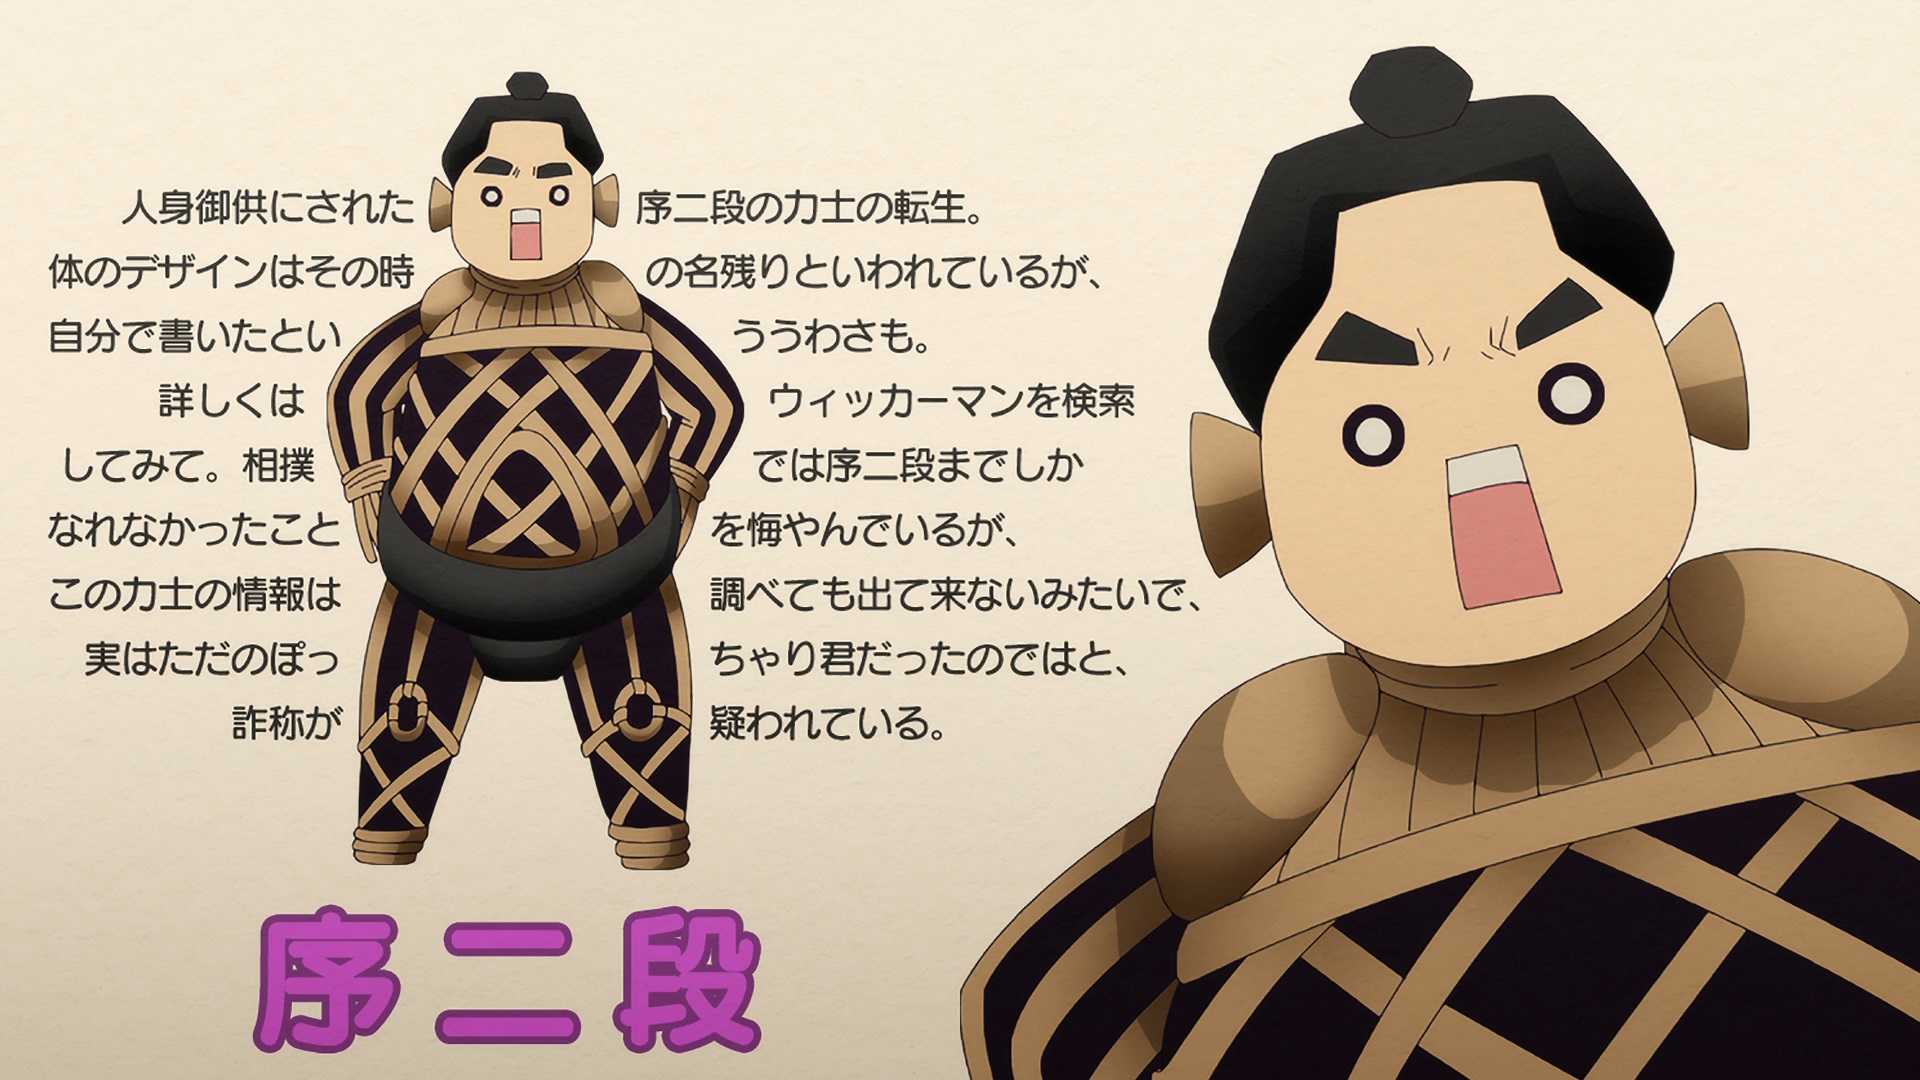 人身御供にされた序二段の力士の転生。
体のデザインはその時の名残りといわれているが、
自分で書いたといううわさも。
詳しくはウィッカーマンを検索
してみて。相撲では序二段までしか
なれなかったことを悔やんでいるが、
この力士の情報は調べても出て来ないみたいで、
実はただのぽっちゃり君だったのではと、
詐称が疑われている。
序二段